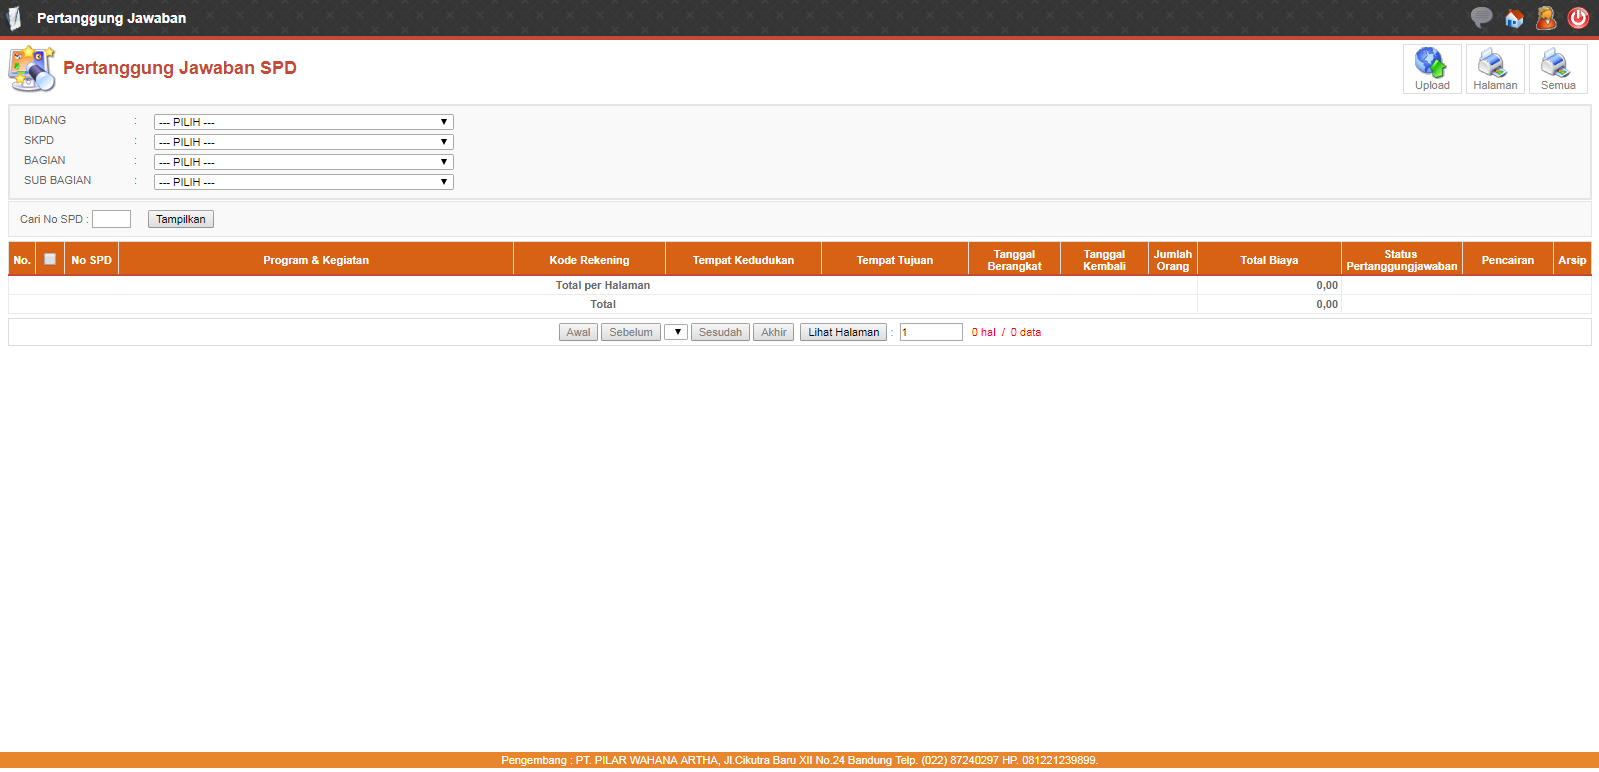 Pertanggung Jawaban
Pertanggung Jawaban SPD
Upload Halaman Semua
BIDANG : --- PILIH ---
SKPD : --- PILIH ---
BAGIAN : --- PILIH ---
SUB BAGIAN : --- PILIH ---
Cari No SPD : Tampilkan
No. No SPD Program & Kegiatan Kode Rekening Tempat Kedudukan Tempat Tujuan Tanggal Berangkat Tanggal Kembali Jumlah Orang Total Biaya Status Pertanggungjawaban Pencairan Arsip
Total per Halaman 0,00
Total 0,00
Awal Sebelum Sesudah Akhir Lihat Halaman : 1 0 hal / 0 data
Pengembang : PT. PILAR WAHANA ARTHA, Jl.Cikutra Baru XII No.24 Bandung Telp. (022) 87240297 HP. 081221239899.